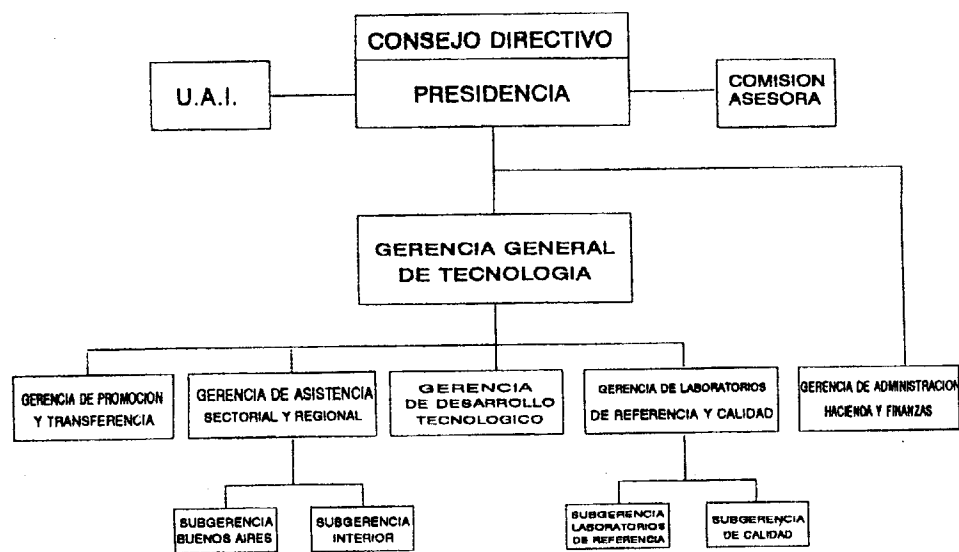 CONSEJO DIRECTIVO
U.A.I.
PRESIDENCIA
COMISION
ASESORA
GERENCIA GENERAL
DE TECNOLOGIA
GERENCIA DE PROMOCION
Y TRANSFERENCIA
GERENCIA DE ASISTENCIA
SECTORIAL Y REGIONAL
GERENCIA
DE DESARROLLO
TECNOLOGICO
GERENCIA DE LABORATORIOS
DE REFERENCIA Y CALIDAD
GERENCIA DE ADMINISTRACION
HACIENDA Y FINANZAS
SUBGERENCIA
BUENOS AIRES
SUBGERENCIA
INTERIOR
SUBGERENCIA
LABORATORIOS
DE REFERENCIA
SUBGERENCIA
DE CALIDAD